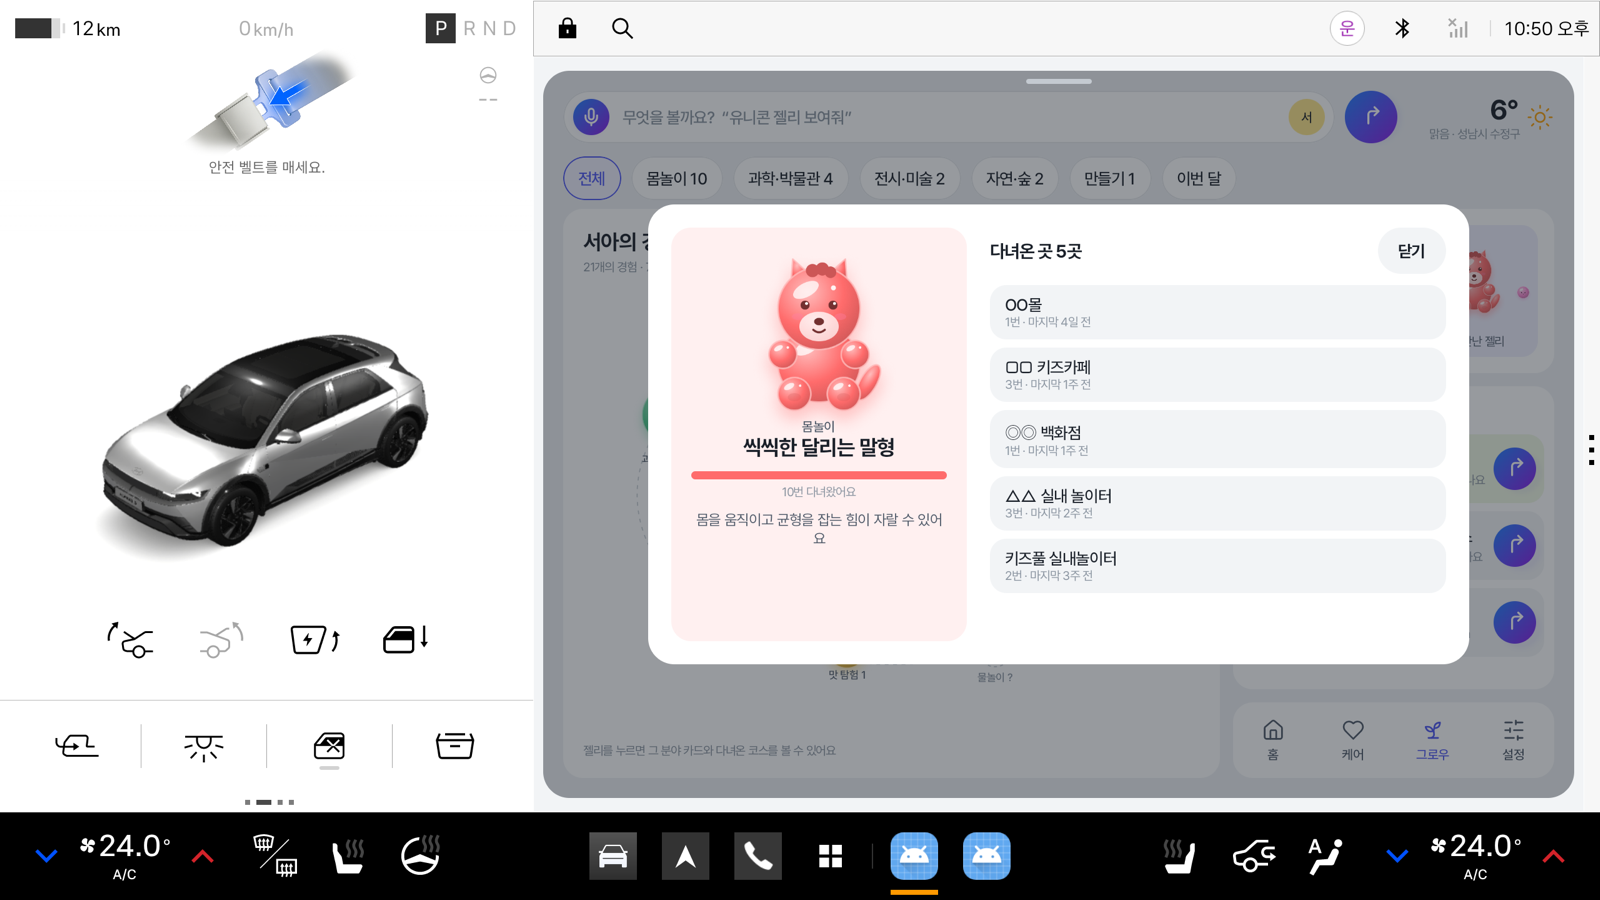 12 km
0 km/h
P R N D
안전 벨트를 매세요.
운
10:50 오후
무엇을 볼까요? “유니콘 젤리 보여줘”
서
6°
맑음 · 성남시 수정구
전체
몸놀이 10
과학·박물관 4
전시·미술 2
자연·숲 2
만들기 1
이번 달
서아의
21개의 경험 ·
몸놀이
씩씩한 달리는 말형
10번 다녀왔어요
몸을 움직이고 균형을 잡는 힘이 자랄 수 있어
요
다녀온 곳 5곳
닫기
OO몰
1번 · 마지막 4일 전
□□ 키즈카페
3번 · 마지막 1주 전
◎◎ 백화점
1번 · 마지막 1주 전
△△ 실내 놀이터
3번 · 마지막 2주 전
키즈풀 실내놀이터
2번 · 마지막 3주 전
난 젤리
맛 탐험 1
물놀이 ?
젤리를 누르면 그 분야 카드와 다녀온 코스를 볼 수 있어요
홈
케어
그로우
설정
24.0°
A/C
A
24.0°
A/C